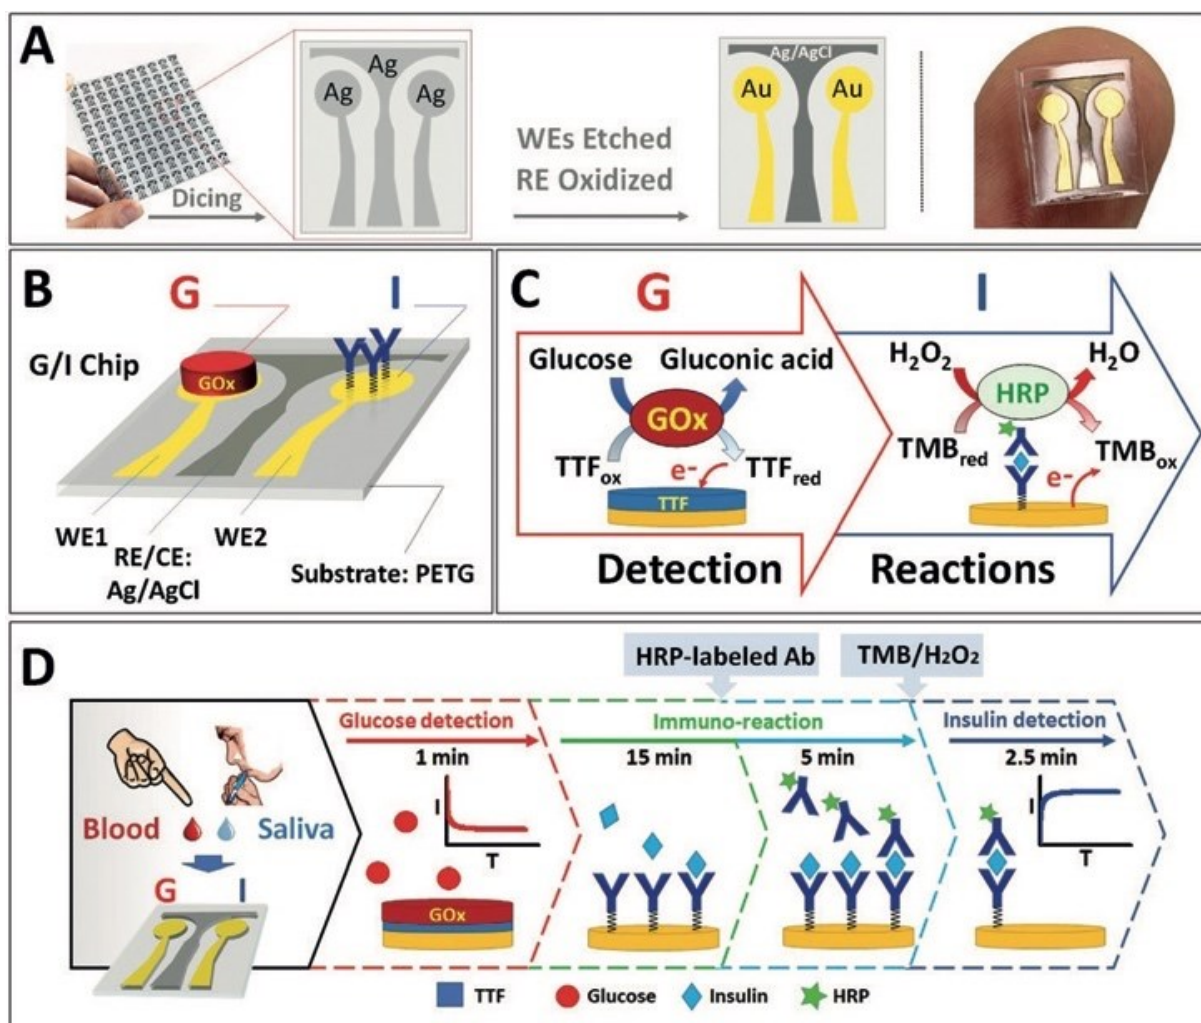 A
Ag
Ag
Ag
Dicing
WEs Etched
RE Oxidized
Ag/AgCl
Au
Au
B
G
I
G/I Chip
GOx
WE1
RE/CE:
Ag/AgCl
WE2
Substrate: PETG
C
G
I
Glucose
Gluconic acid
GOx
TTFox
TTFred
e-
TTF
H2O2
H2O
HRP
TMBred
TMBox
e-
Detection
Reactions
D
HRP-labeled Ab
TMB/H2O2
Blood
Saliva
G
I
Glucose detection
1 min
I
T
GOx
Immuno-reaction
15 min
5 min
Insulin detection
2.5 min
I
T
TTF
Glucose
Insulin
HRP